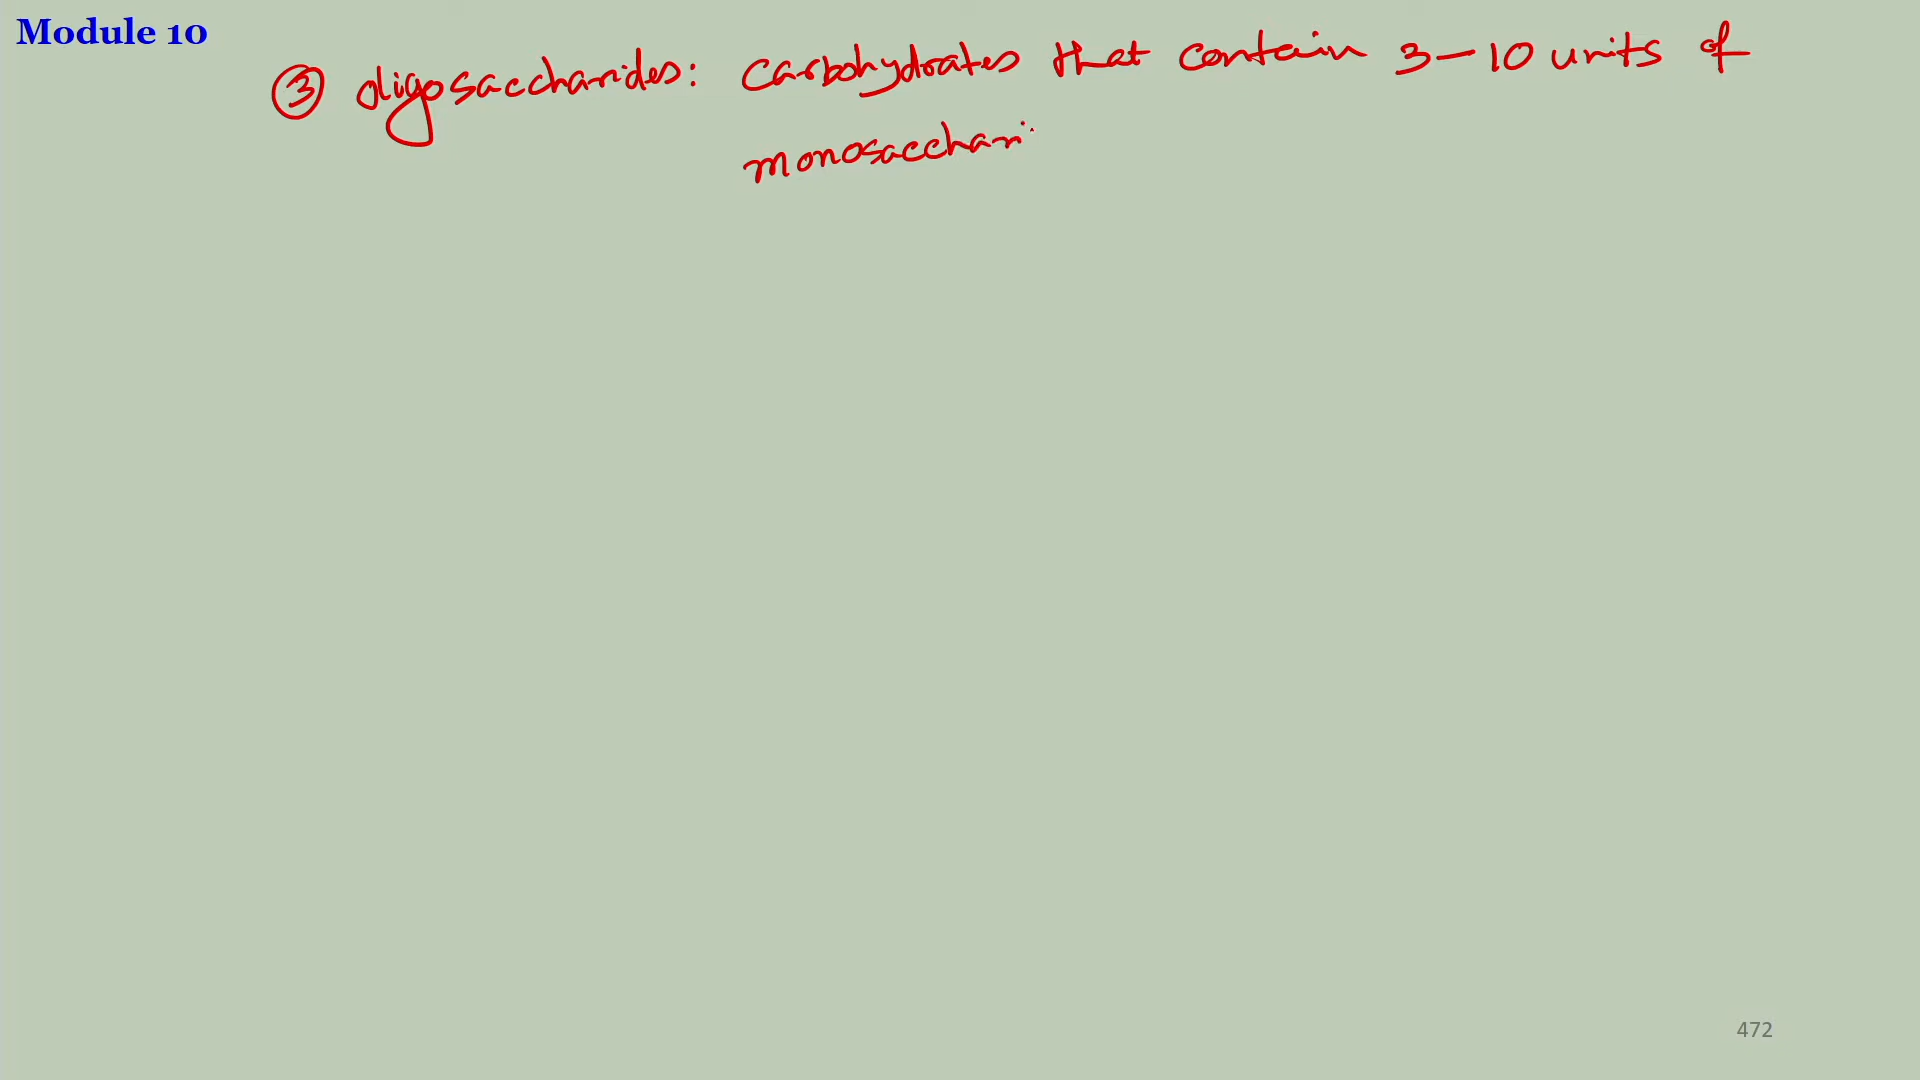 Module 10
③ oligosaccharides: carbohydrates that contain 3-10 units of
monosacchari
472